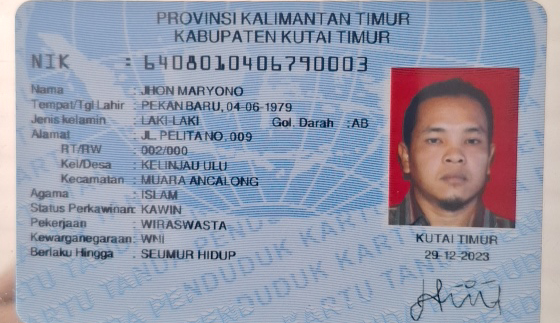 PROVINSI KALIMANTAN TIMUR
KABUPATEN KUTAI TIMUR
NIK : 6408010406790003
Nama : JHON MARYONO
Tempat/Tgl Lahir : PEKAN BARU, 04-06-1979
Jenis kelamin : LAKI-LAKI Gol. Darah : AB
Alamat : JL. PELITA NO. 009
RT/RW : 002/000
Kel/Desa : KELINJAU ULU
Kecamatan : MUARA ANCALONG
Agama : ISLAM
Status Perkawinan: KAWIN
Pekerjaan : WIRASWASTA
Kewarganegaraan: WNI
Berlaku Hingga : SEUMUR HIDUP
KUTAI TIMUR
29-12-2023